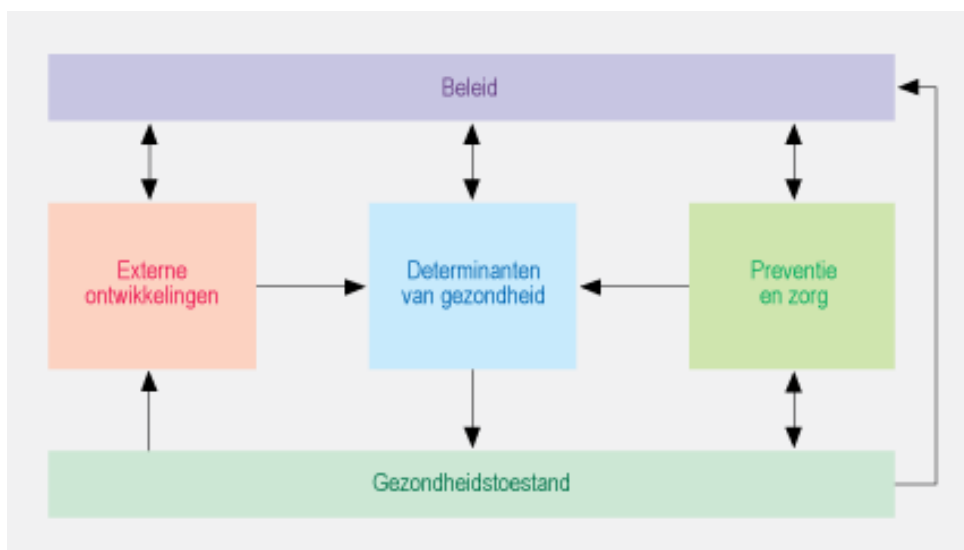 Beleid
Externe
ontwikkelingen
Determinanten
van gezondheid
Preventie
en zorg
Gezondheidstoestand